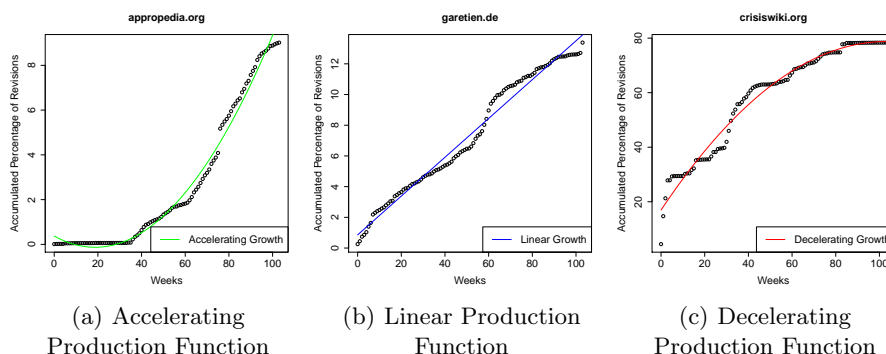 appropedia.org
Accumulated Percentage of Revisions
0 2 4 6 8
0 20 40 60 80 100
Weeks
Accelerating Growth
(a) Accelerating
Production Function
garetien.de
Accumulated Percentage of Revisions
0 2 4 6 8 10 12
0 20 40 60 80 100
Weeks
Linear Growth
(b) Linear Production
Function
crisiswiki.org
Accumulated Percentage of Revisions
20 40 60 80
0 20 40 60 80 100
Weeks
Decelerating Growth
(c) Decelerating
Production Function